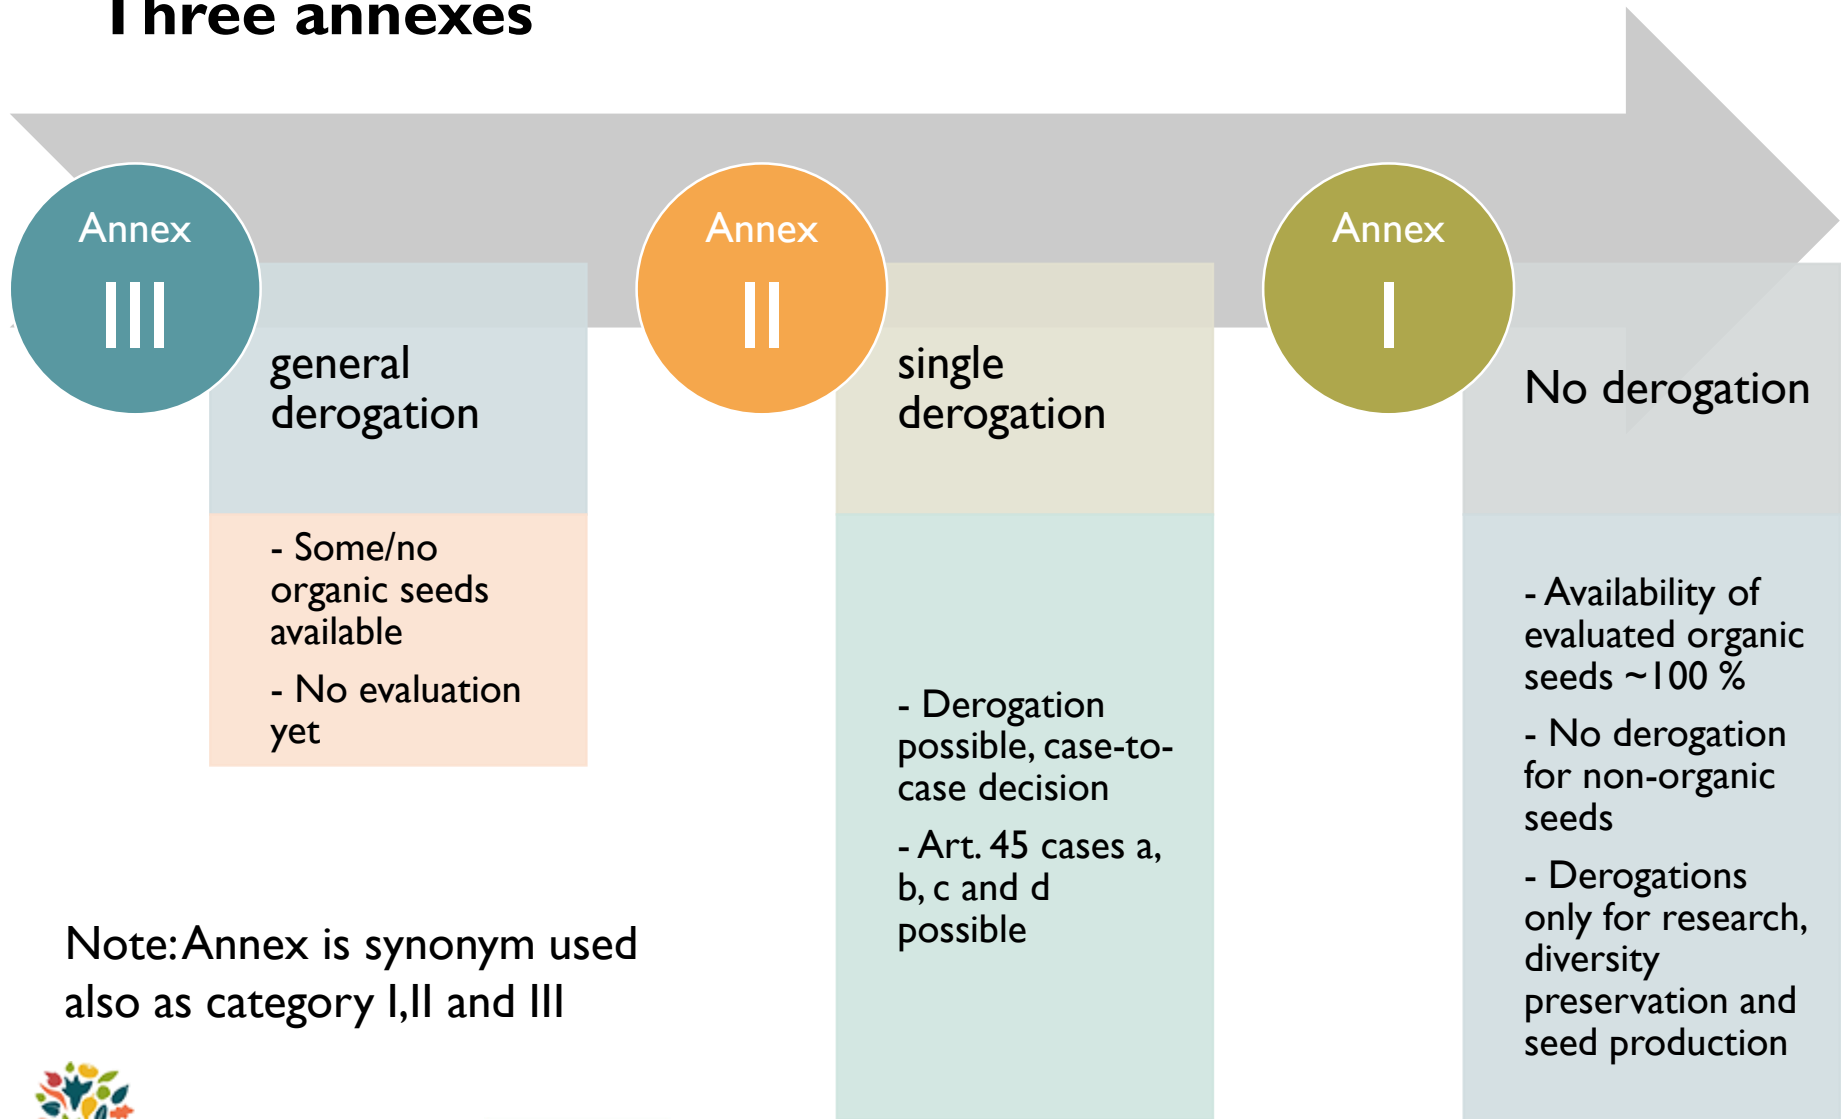 Three annexes
Annex
III
general
derogation
- Some/no
organic seeds
available
- No evaluation
yet
Annex
II
single
derogation
- Derogation
possible, case-to-
case decision
- Art. 45 cases a,
b, c and d
possible
Annex
I
No derogation
- Availability of
evaluated organic
seeds ~100 %
- No derogation
for non-organic
seeds
- Derogations
only for research,
diversity
preservation and
seed production
Note: Annex is synonym used
also as category I,II and III